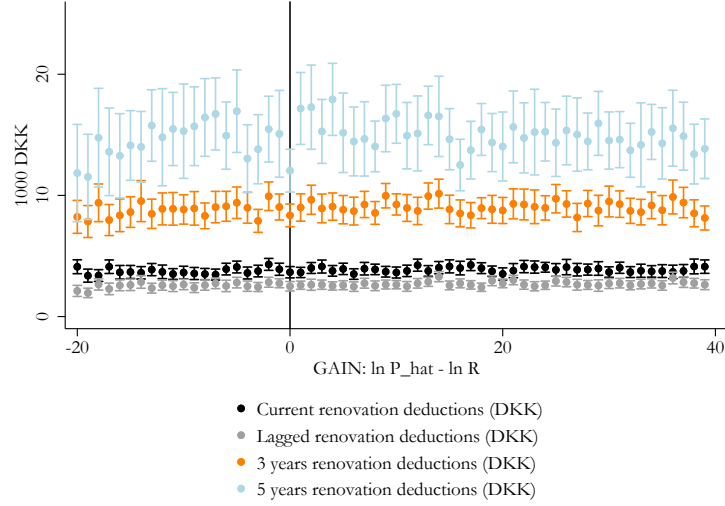 20
10
0
1000 DKK
-20
0
20
40
GAIN: ln P_hat - ln R
Current renovation deductions (DKK)
Lagged renovation deductions (DKK)
3 years renovation deductions (DKK)
5 years renovation deductions (DKK)